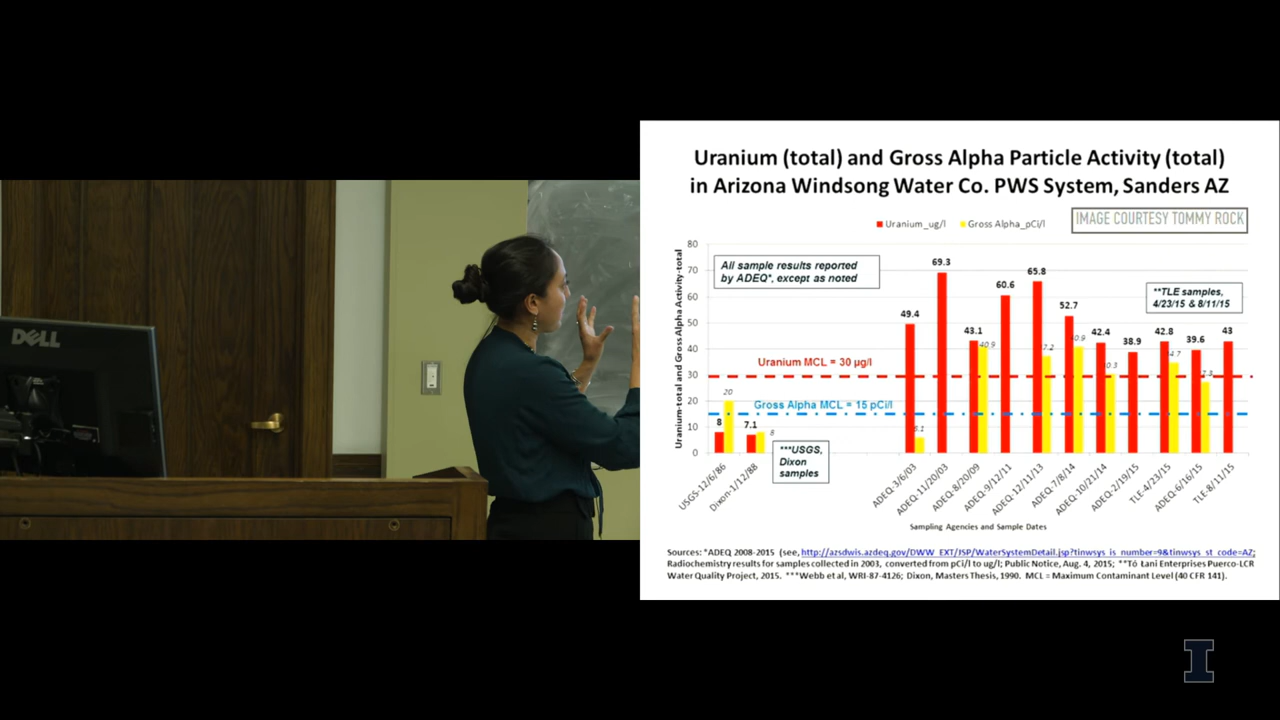 DELL
Uranium (total) and Gross Alpha Particle Activity (total)
in Arizona Windsong Water Co. PWS System, Sanders AZ
IMAGE COURTESY TOMMY ROCK
Uranium_ug/l
Gross Alpha_pCi/l
Uranium-total and Gross Alpha Activity-total
80
70
60
50
40
30
20
10
0
All sample results reported
by ADEQ*, except as noted
**TLE samples,
4/23/15 & 8/11/15
Uranium MCL = 30 µg/l
Gross Alpha MCL = 15 pCi/l
***USGS,
Dixon
samples
8
20
7.1
8
49.4
69.3
43.1
40.9
60.6
65.8
52.7
42.4
38.9
42.8
39.6
43
USGS-12/6/86
Dixon-1/12/88
ADEQ-3/6/03
ADEQ-11/20/03
ADEQ-8/20/09
ADEQ-9/12/11
ADEQ-12/11/13
ADEQ-7/8/14
ADEQ-10/21/14
ADEQ-2/19/15
TLE-4/23/15
ADEQ-6/16/15
TLE-8/11/15
Sampling Agencies and Sample Dates
Sources: *ADEQ 2008-2015 (see, http://azsdwis.azdeq.gov/DWW_EXT/JSP/WaterSystemDetail.jsp?tinwsys_is_number=9&tinwsys_st_code=AZ;
Radiochemistry results for samples collected in 2003, converted from pCi/l to ug/l; Public Notice, Aug. 4, 2015; **Tó Łani Enterprises Puerco-LCR
Water Quality Project, 2015. ***Webb et al, WRI-87-4126; Dixon, Masters Thesis, 1990. MCL = Maximum Contaminant Level (40 CFR 141).
I